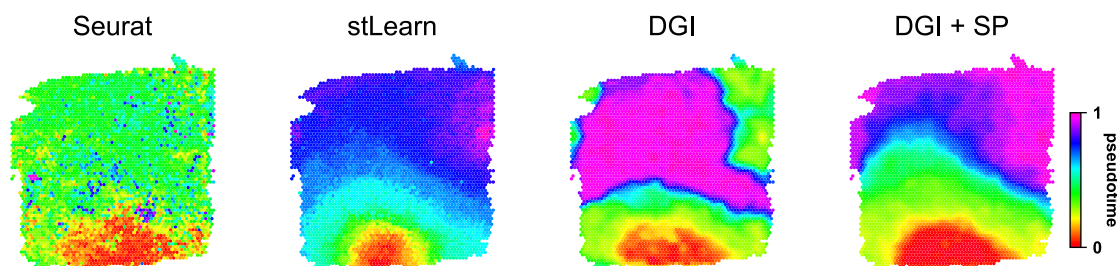 Seurat
stLearn
DGI
DGI + SP
1
pseudotime
0